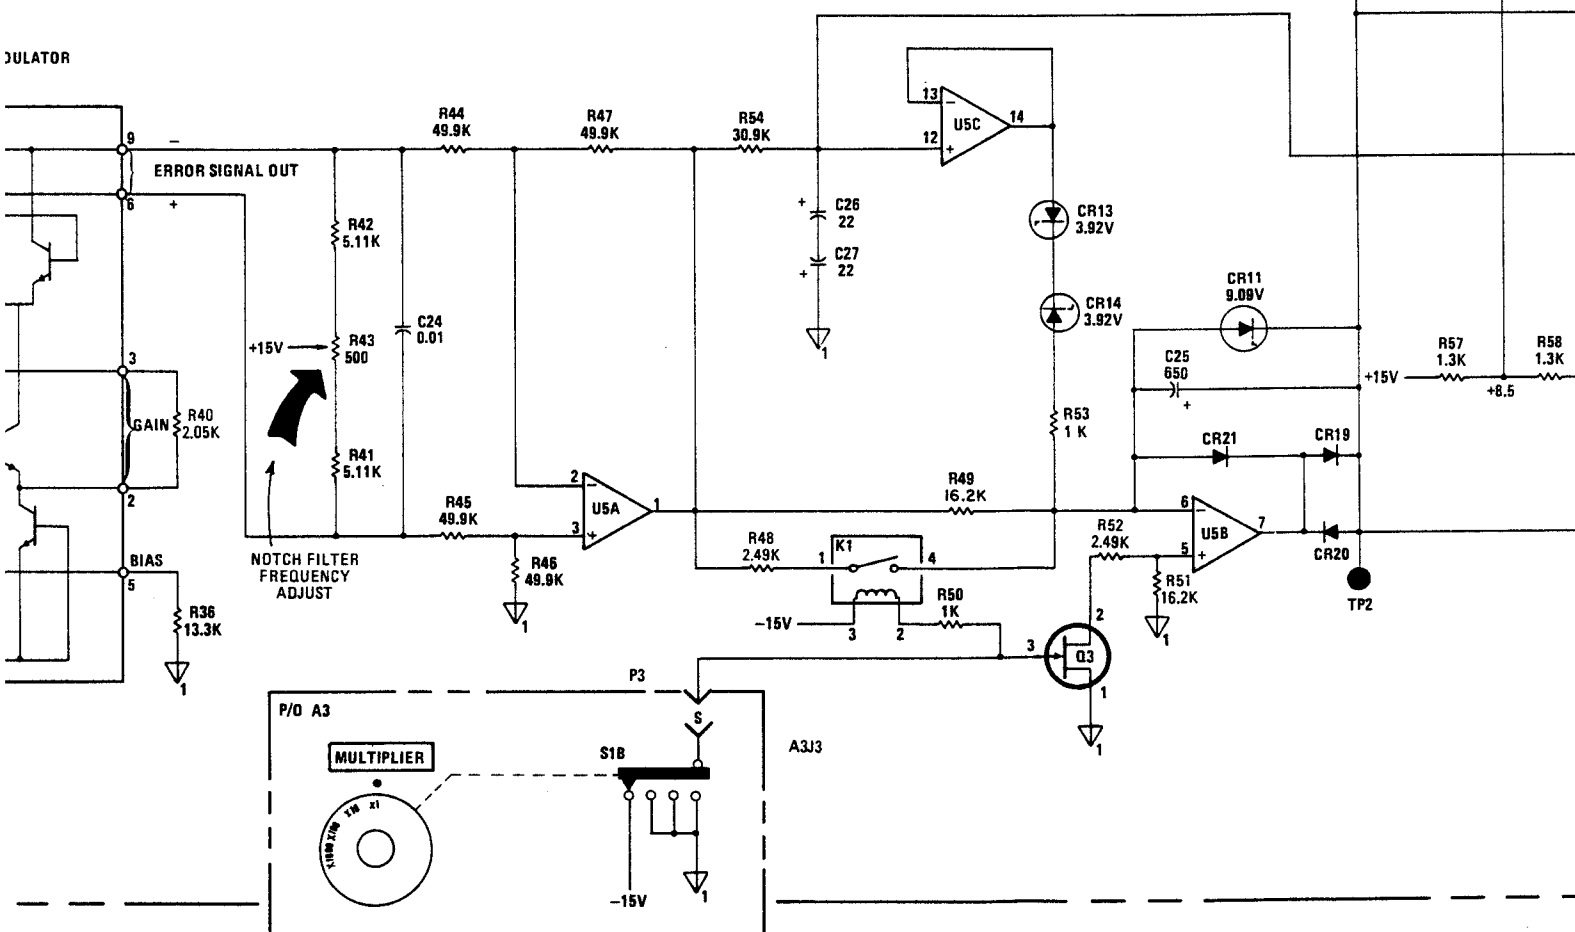 DULATOR
R44
49.9K
R47
49.9K
R54
30.9K
9
−
ERROR SIGNAL OUT
6
+
13
−
U5C
14
12
+
R42
5.11K
+
C26
22
C27
22
+
CR13
3.92V
CR11
9.09V
CR14
3.92V
C24
0.01
+15V
R43
500
1
3
R57
1.3K
R58
1.3K
C25
650
+
+15V
+8.5
GAIN
R40
2.05K
R53
1 K
R41
5.11K
CR21
CR19
2
2
−
U5A
1
3
+
R45
49.9K
R49
16.2K
6
−
U5B
7
5
+
R52
2.49K
CR20
NOTCH FILTER
FREQUENCY
ADJUST
R46
49.9K
R48
2.49K
K1
1
4
BIAS
5
R51
16.2K
TP2
R36
13.3K
R50
1K
−15V
3
2
1
2
1
3
Q3
1
1
P3
1
P/O A3
S
A3J3
S1B
MULTIPLIER
X1000 X100 X10 X1
−15V
1